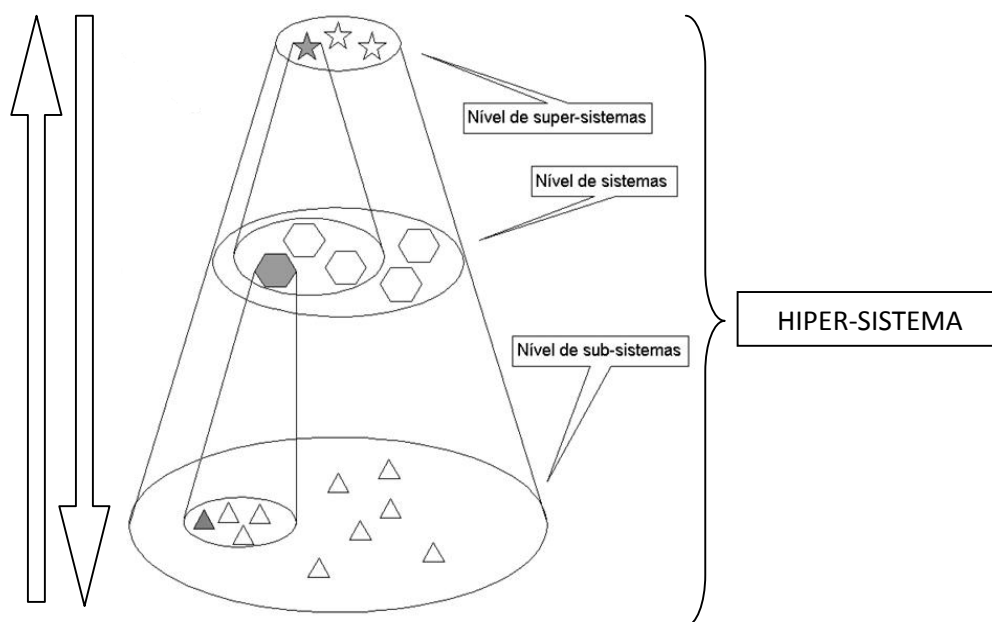 Nível de super-sistemas
Nível de sistemas
HIPER-SISTEMA
Nível de sub-sistemas